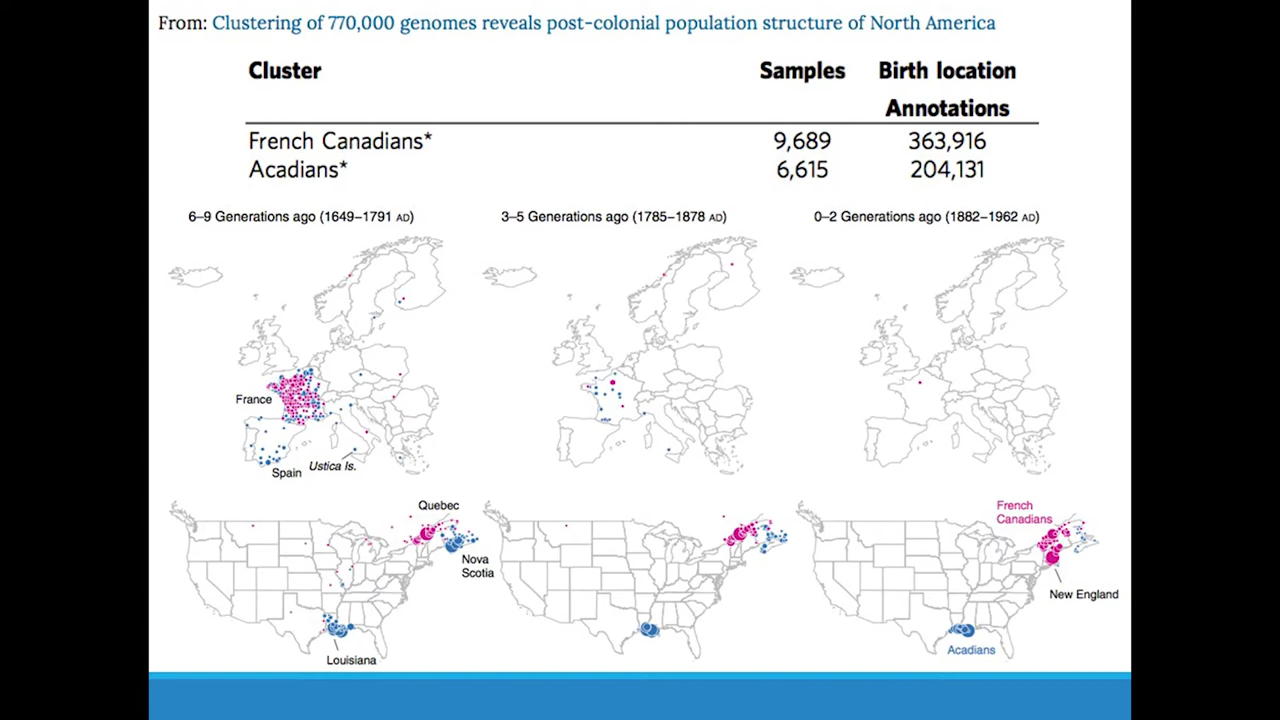 From: Clustering of 770,000 genomes reveals post-colonial population structure of North America
Cluster Samples Birth location
Annotations
French Canadians* 9,689 363,916
Acadians* 6,615 204,131
6–9 Generations ago (1649–1791 AD) 3–5 Generations ago (1785–1878 AD) 0–2 Generations ago (1882–1962 AD)
France
Spain
Ustica Is.
Quebec
Nova
Scotia
Louisiana
French
Canadians
New England
Acadians